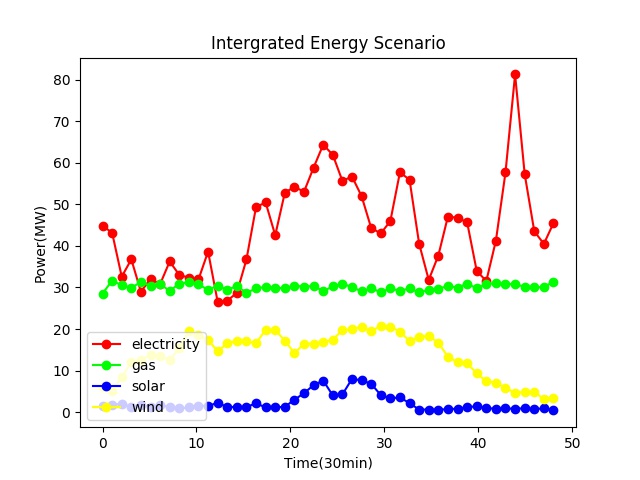 Intergrated Energy Scenario
Power(MW)
80
70
60
50
40
30
20
10
0
electricity
gas
solar
wind
0 10 20 30 40 50
Time(30min)